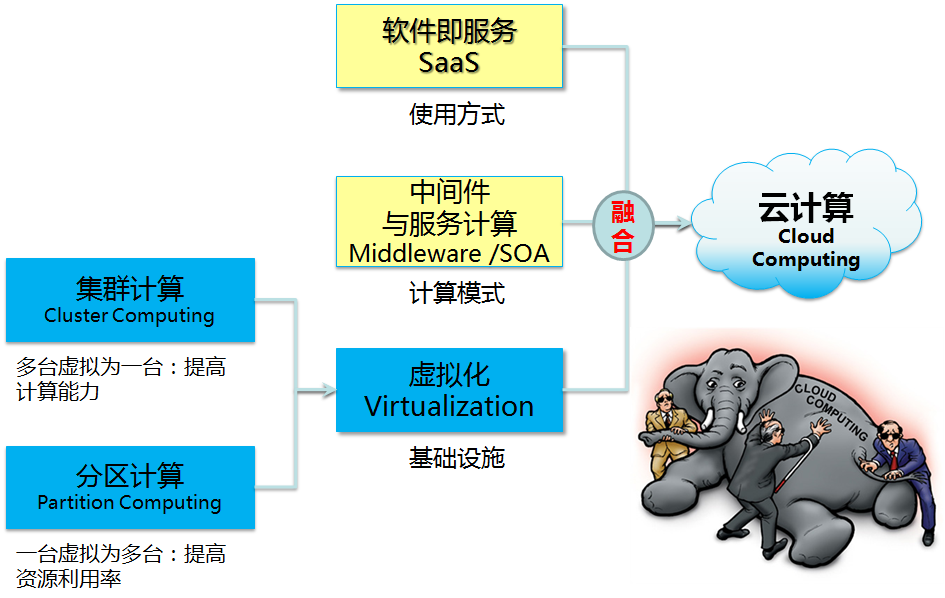 软件即服务
SaaS
使用方式
中间件
与服务计算
Middleware /SOA
计算模式
融
合
云计算
Cloud
Computing
集群计算
Cluster Computing
多台虚拟为一台：提高
计算能力
虚拟化
Virtualization
基础设施
分区计算
Partition Computing
一台虚拟为多台：提高
资源利用率
CLOUD
COMPUTING